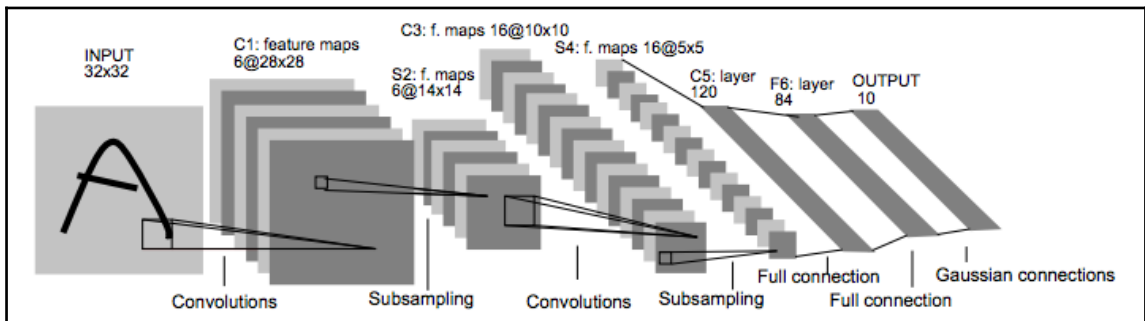 INPUT
32x32
C1: feature maps
6@28x28
S2: f. maps
6@14x14
C3: f. maps 16@10x10
S4: f. maps 16@5x5
C5: layer
120
F6: layer
84
OUTPUT
10
Convolutions
Subsampling
Convolutions
Subsampling
Full connection
Full connection
Gaussian connections